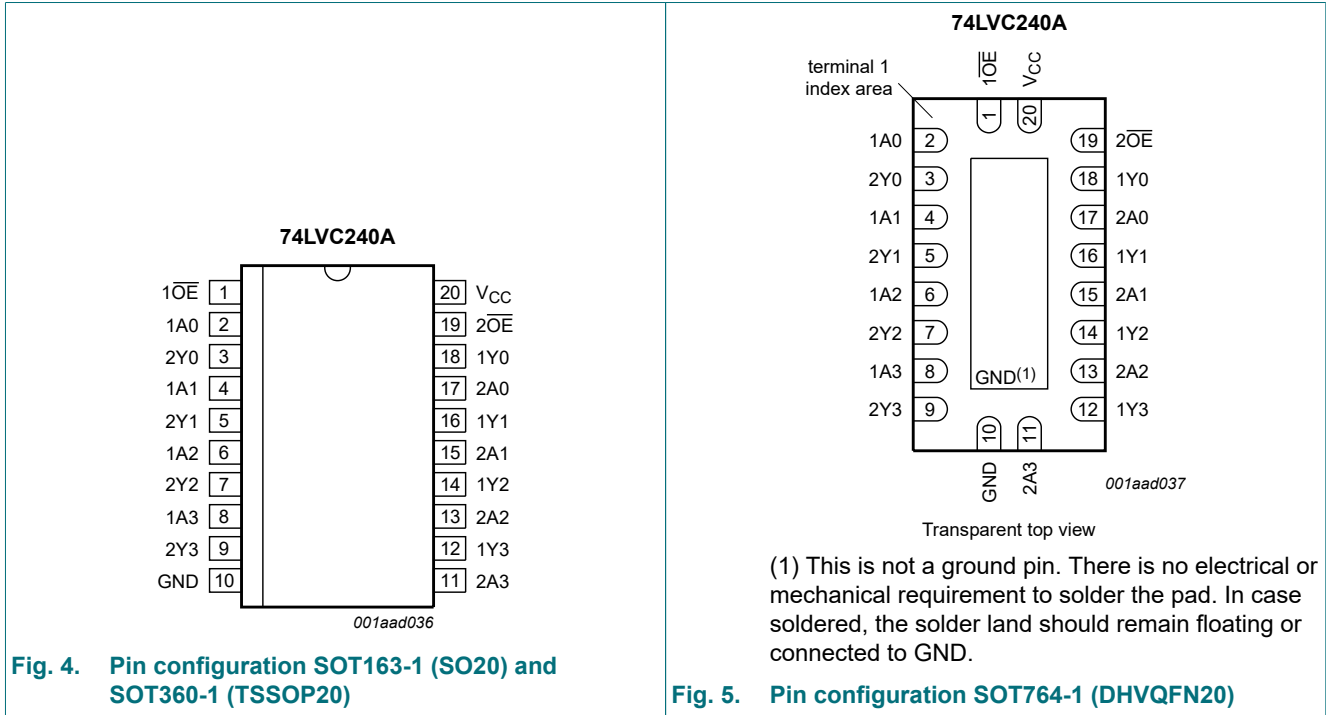 74LVC240A
1OE 1
1A0 2
2Y0 3
1A1 4
2Y1 5
1A2 6
2Y2 7
1A3 8
2Y3 9
GND 10
20 VCC
19 2OE
18 1Y0
17 2A0
16 1Y1
15 2A1
14 1Y2
13 2A2
12 1Y3
11 2A3
001aad036
Fig. 4. Pin configuration SOT163-1 (SO20) and
SOT360-1 (TSSOP20)
74LVC240A
terminal 1
index area
1OE
VCC
1
20
1A0 2
2Y0 3
1A1 4
2Y1 5
1A2 6
2Y2 7
1A3 8
2Y3 9
19 2OE
18 1Y0
17 2A0
16 1Y1
15 2A1
14 1Y2
13 2A2
12 1Y3
GND(1)
10
11
GND
2A3
001aad037
Transparent top view
(1) This is not a ground pin. There is no electrical or
mechanical requirement to solder the pad. In case
soldered, the solder land should remain floating or
connected to GND.
Fig. 5. Pin configuration SOT764-1 (DHVQFN20)